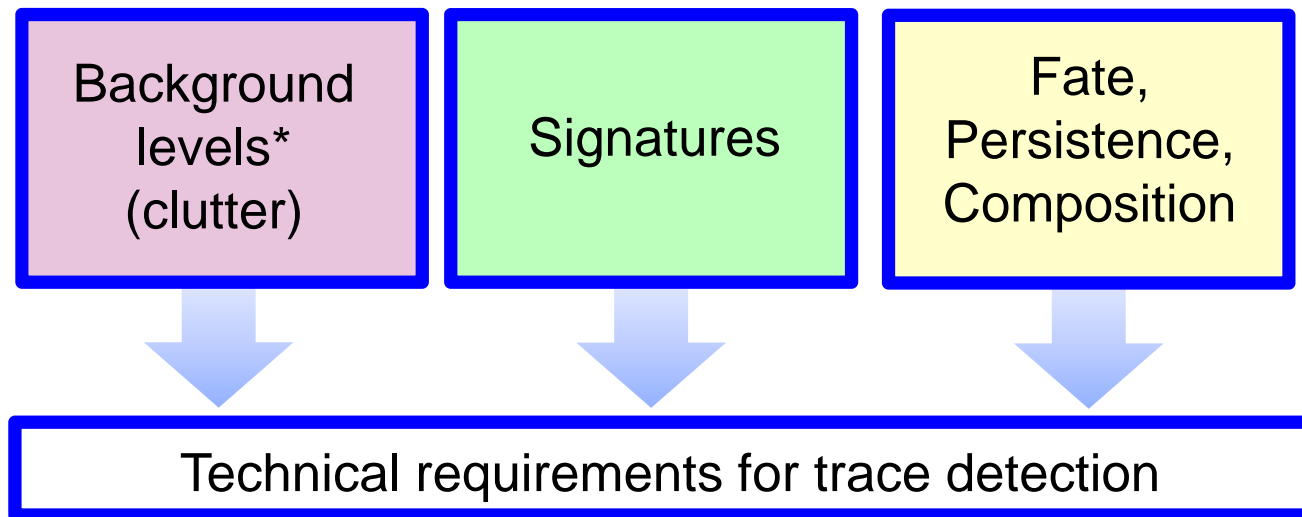 Background
levels*
(clutter)
Signatures
Fate,
Persistence,
Composition
Technical requirements for trace detection